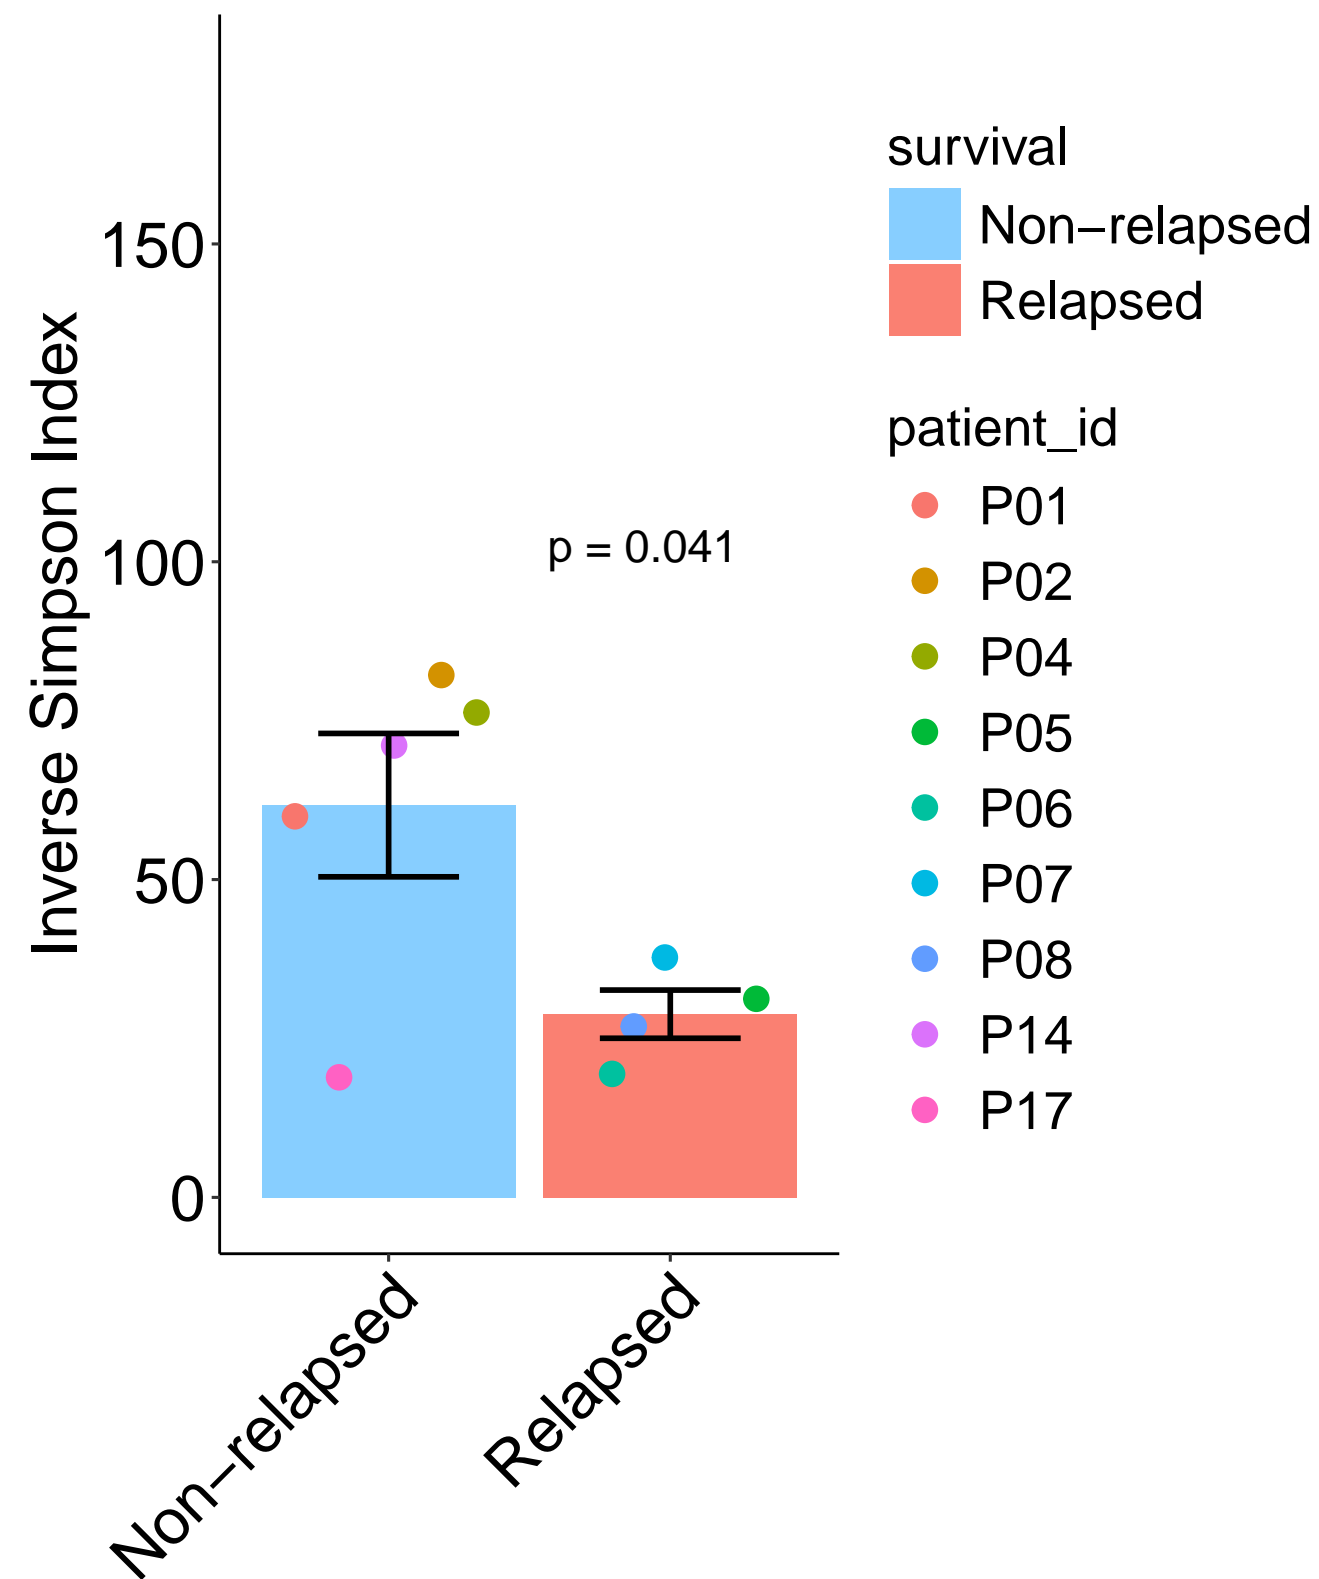 Inverse Simpson Index
150
100
50
0
p = 0.041
Non−relapsed
Relapsed
survival
Non−relapsed
Relapsed
patient_id
P01
P02
P04
P05
P06
P07
P08
P14
P17